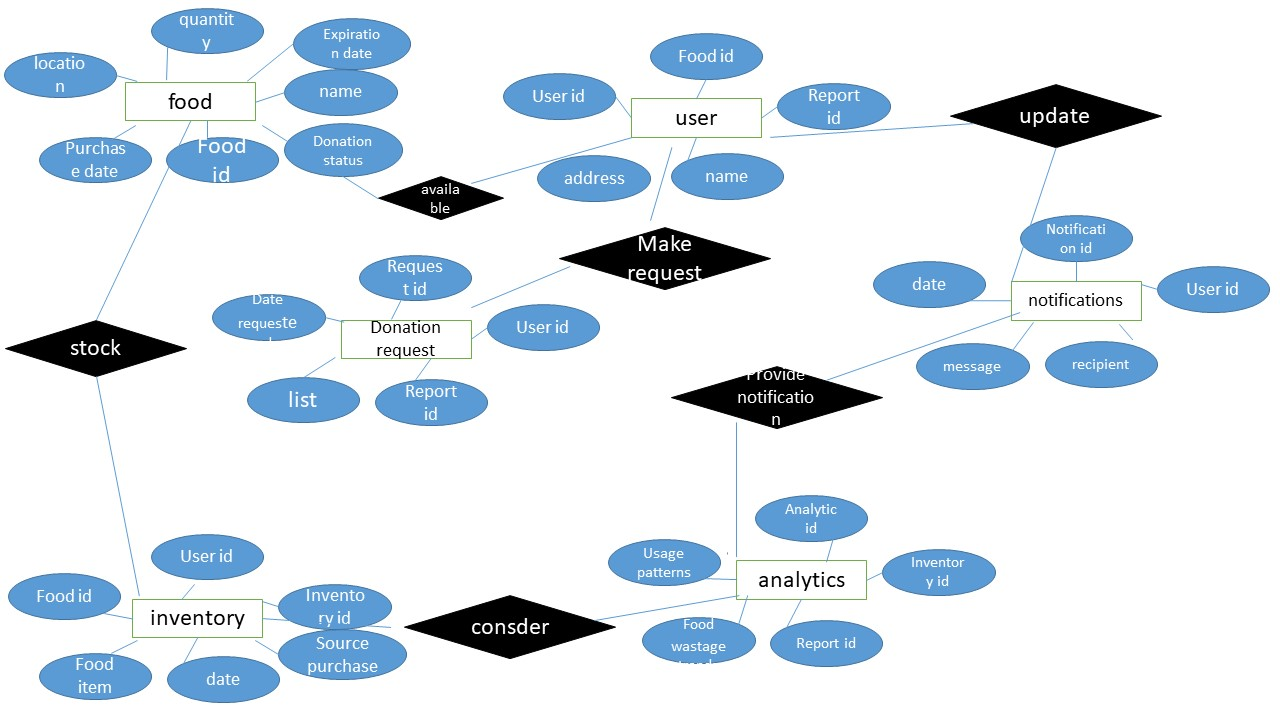 quantit
y
Expiratio
n date
locatio
n
name
food
Purchas
e date
Food
id
Donation
status
Food id
User id
Report
id
user
address
name
update
availa
ble
Make
request
Notificati
on id
date
User id
notifications
message
recipient
Reques
t id
Date
requeste
User id
Donation
request
list
Report
id
stock
Provide
notificatio
n
Analytic
id
Usage
patterns
Inventor
y id
analytics
Food
wastage
Report id
User id
Food id
Invento
ry id
inventory
Source
purchase
Food
item
date
consder